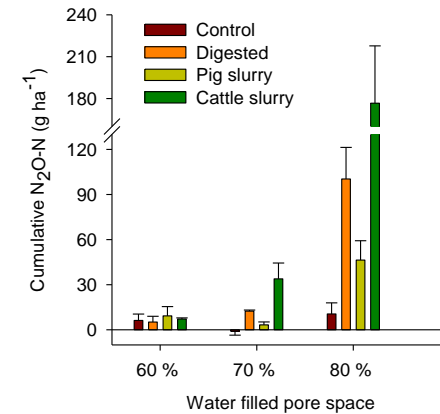 240
180
120
90
60
30
0
Cumulative N₂O-N (g ha⁻¹)
Control
Digested
Pig slurry
Cattle slurry
60 %
70 %
80 %
Water filled pore space